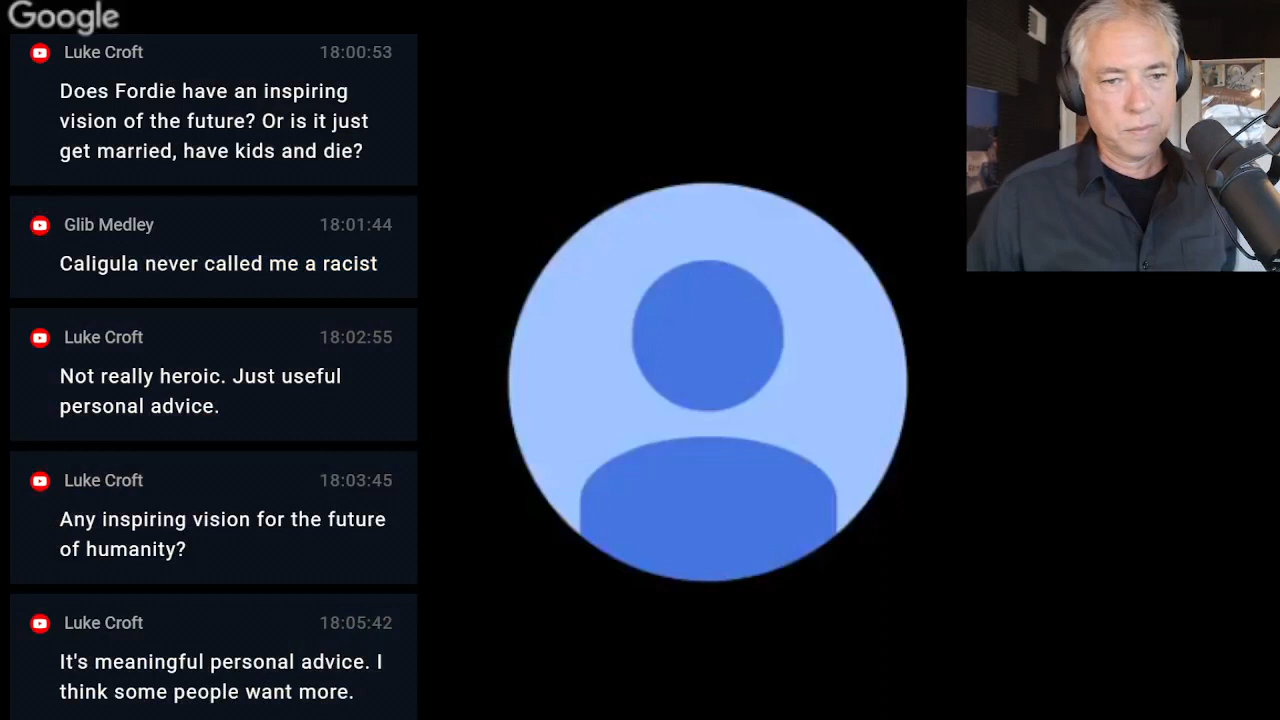 Google
Luke Croft 18:00:53
Does Fordie have an inspiring
vision of the future? Or is it just
get married, have kids and die?
Glib Medley 18:01:44
Caligula never called me a racist
Luke Croft 18:02:55
Not really heroic. Just useful
personal advice.
Luke Croft 18:03:45
Any inspiring vision for the future
of humanity?
Luke Croft 18:05:42
It's meaningful personal advice. I
think some people want more.